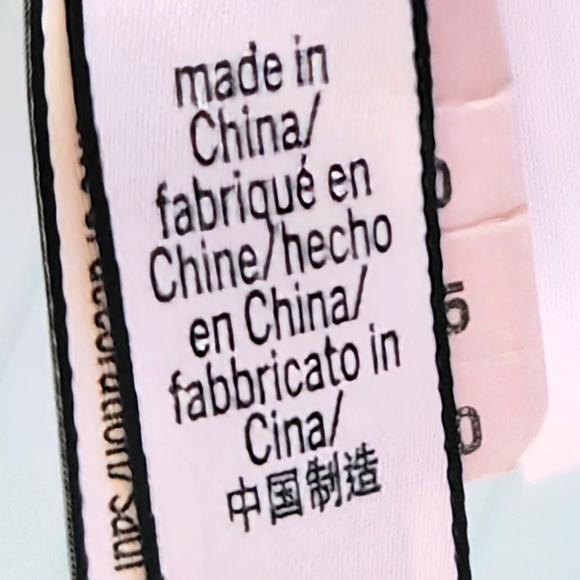 made in
China/
fabriqué en
Chine/hecho
en China/
fabbricato in
Cina/
中国制造